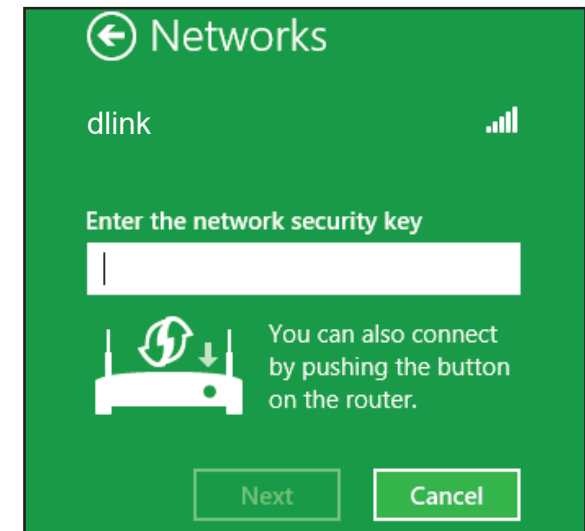 Networks
dlink
Enter the network security key
You can also connect
by pushing the button
on the router.
Next
Cancel